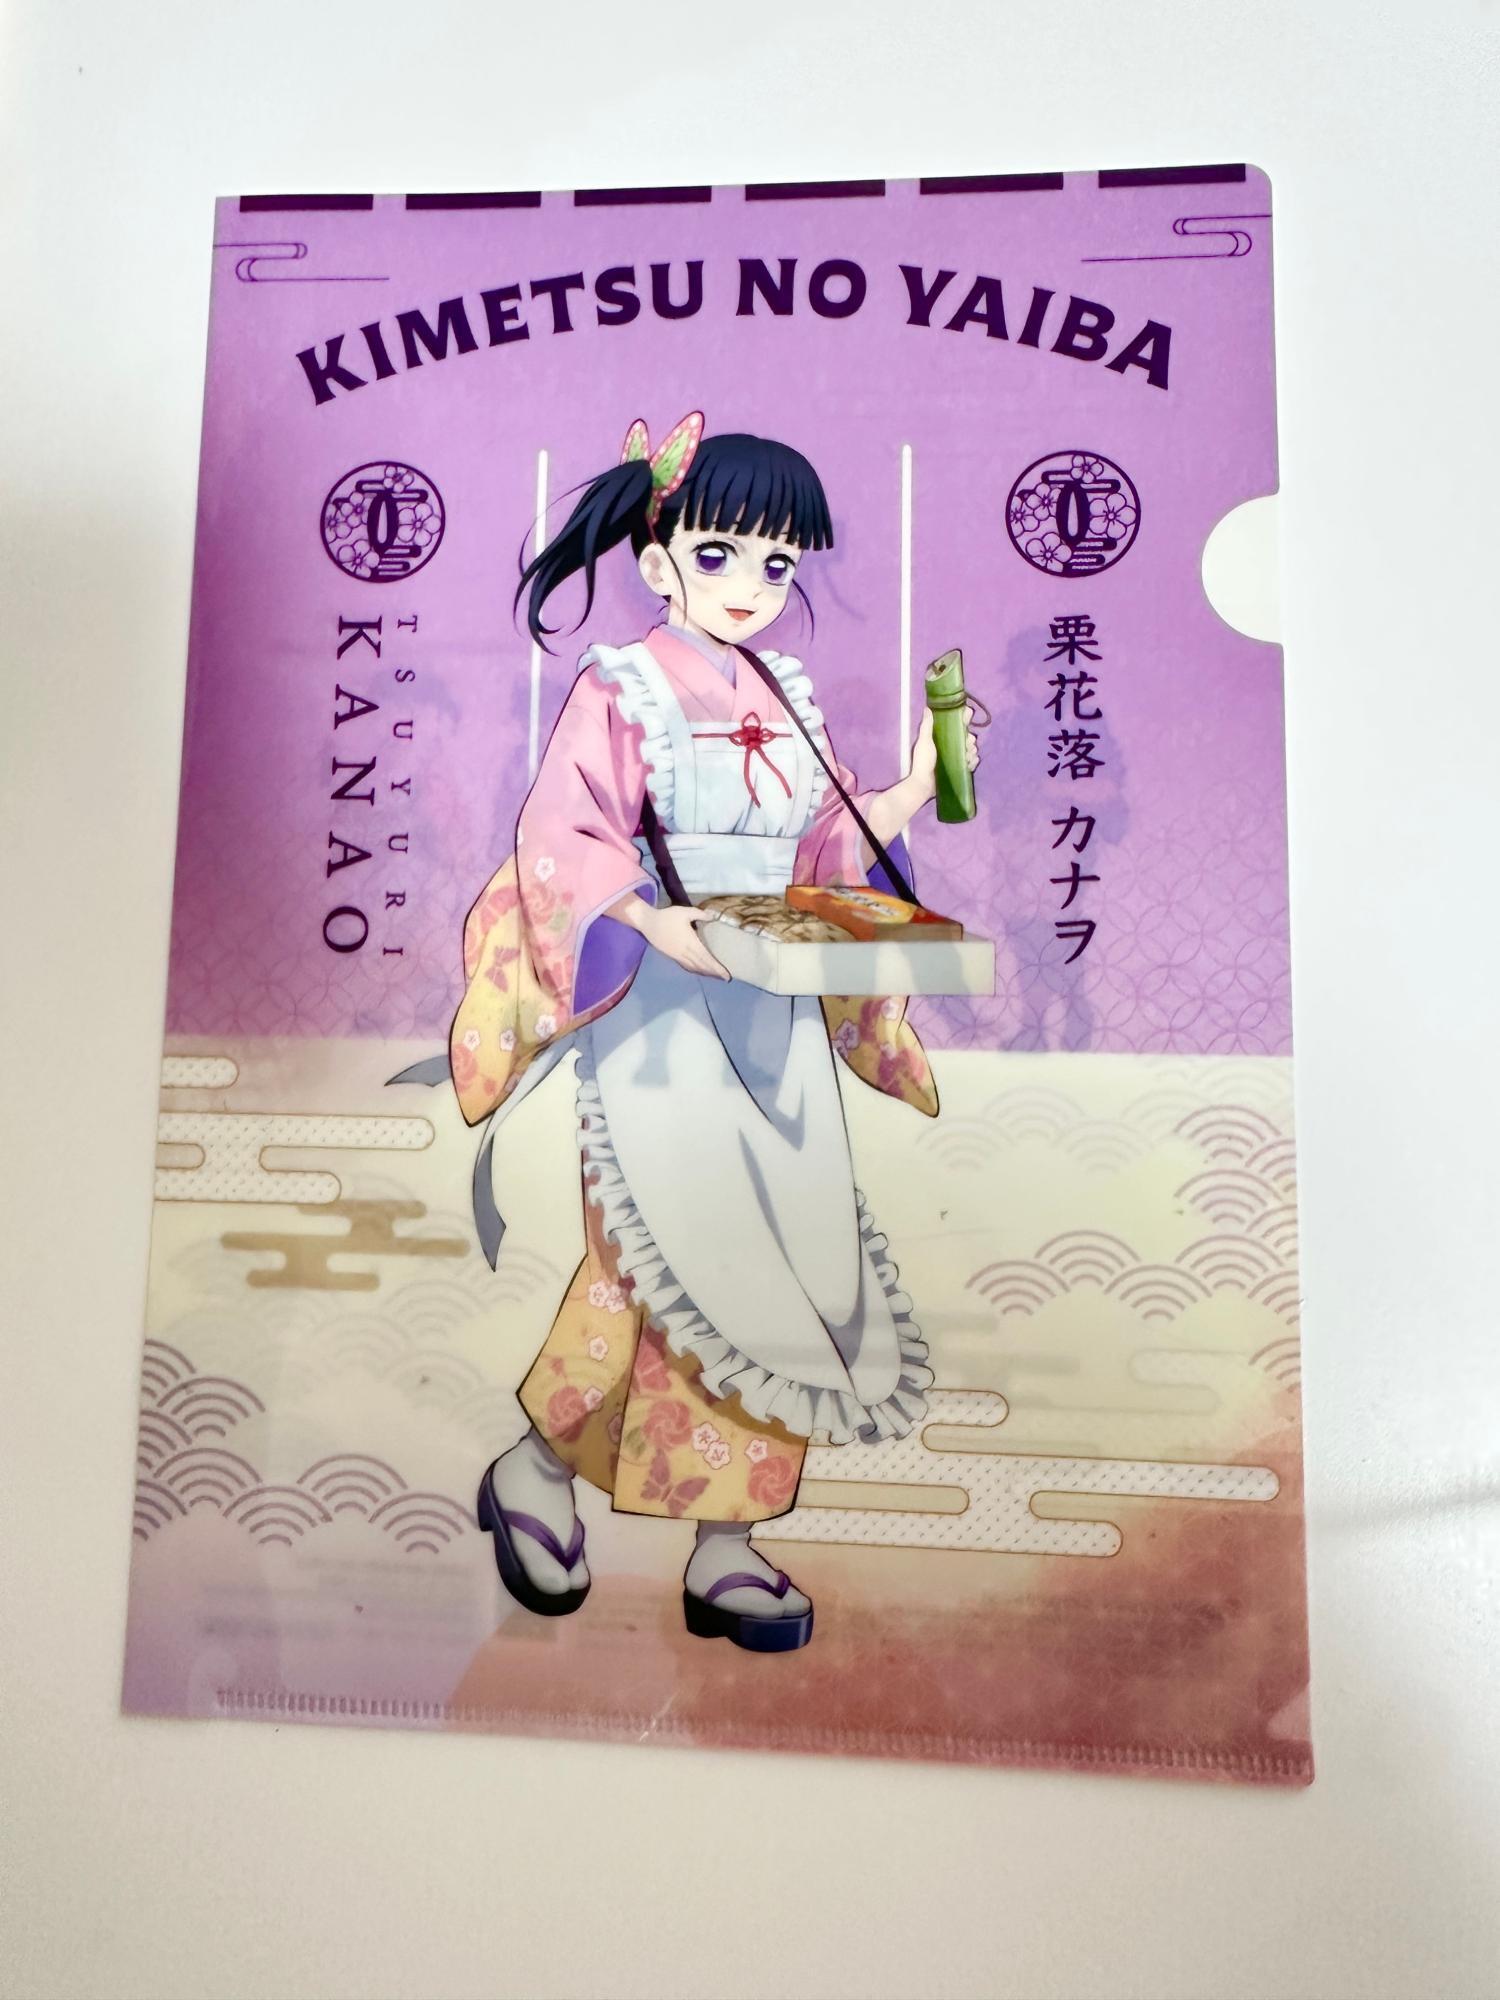 KIMETSU NO YAIBA
TSUYURI
KANAO
栗花落 カナヲ